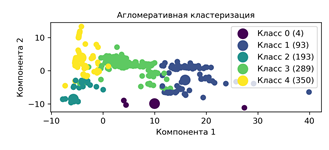 Агломеративная кластеризация
Компонента 2
10
0
−10
Класс 0 (4)
Класс 1 (93)
Класс 2 (193)
Класс 3 (289)
Класс 4 (350)
−10
0
10
20
30
40
Компонента 1